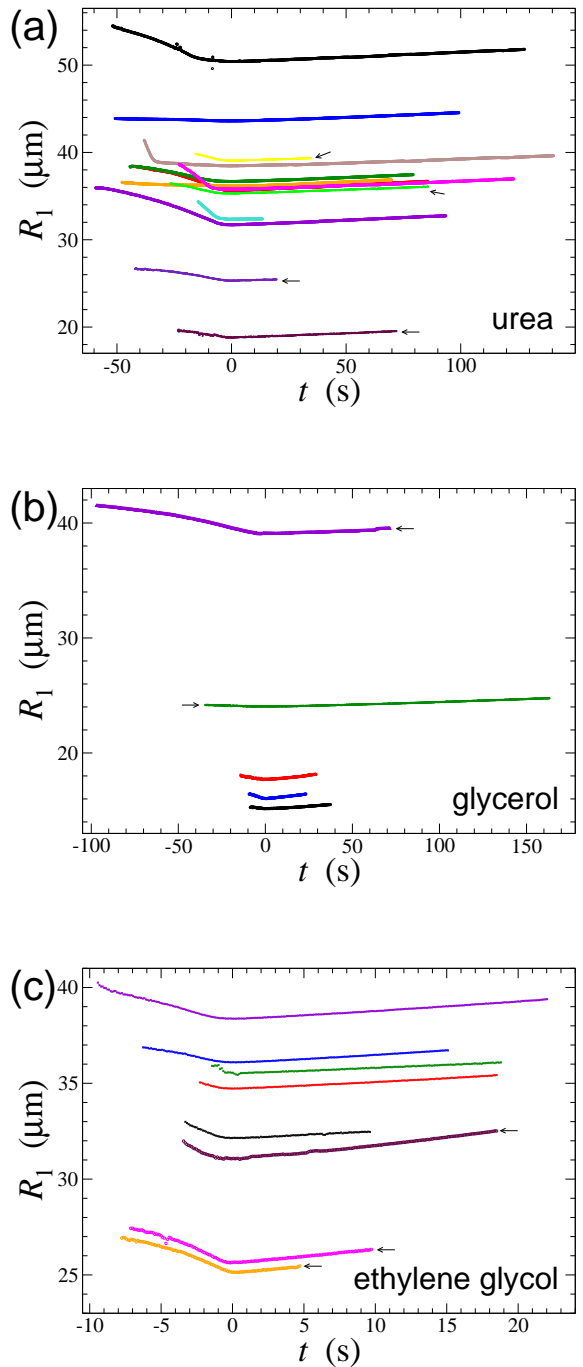 (a)
50
40
30
20
R1 (μm)
urea
-50 0 50 100
t (s)
(b)
40
30
20
R1 (μm)
glycerol
-100 -50 0 50 100 150
t (s)
(c)
40
35
30
25
R1 (μm)
ethylene glycol
-10 -5 0 5 10 15 20
t (s)